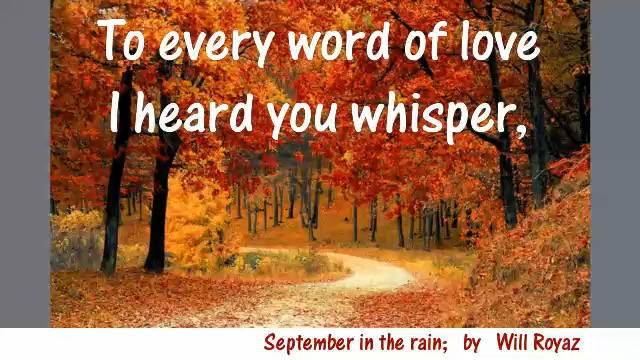 To every word of love
I heard you whisper,
September in the rain; by Will Royaz